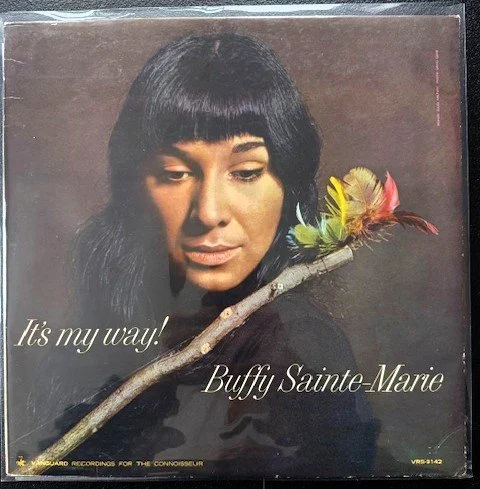 It's my way!
Buffy Sainte-Marie
VANGUARD RECORDINGS FOR THE CONNOISSEUR
VRS-9142